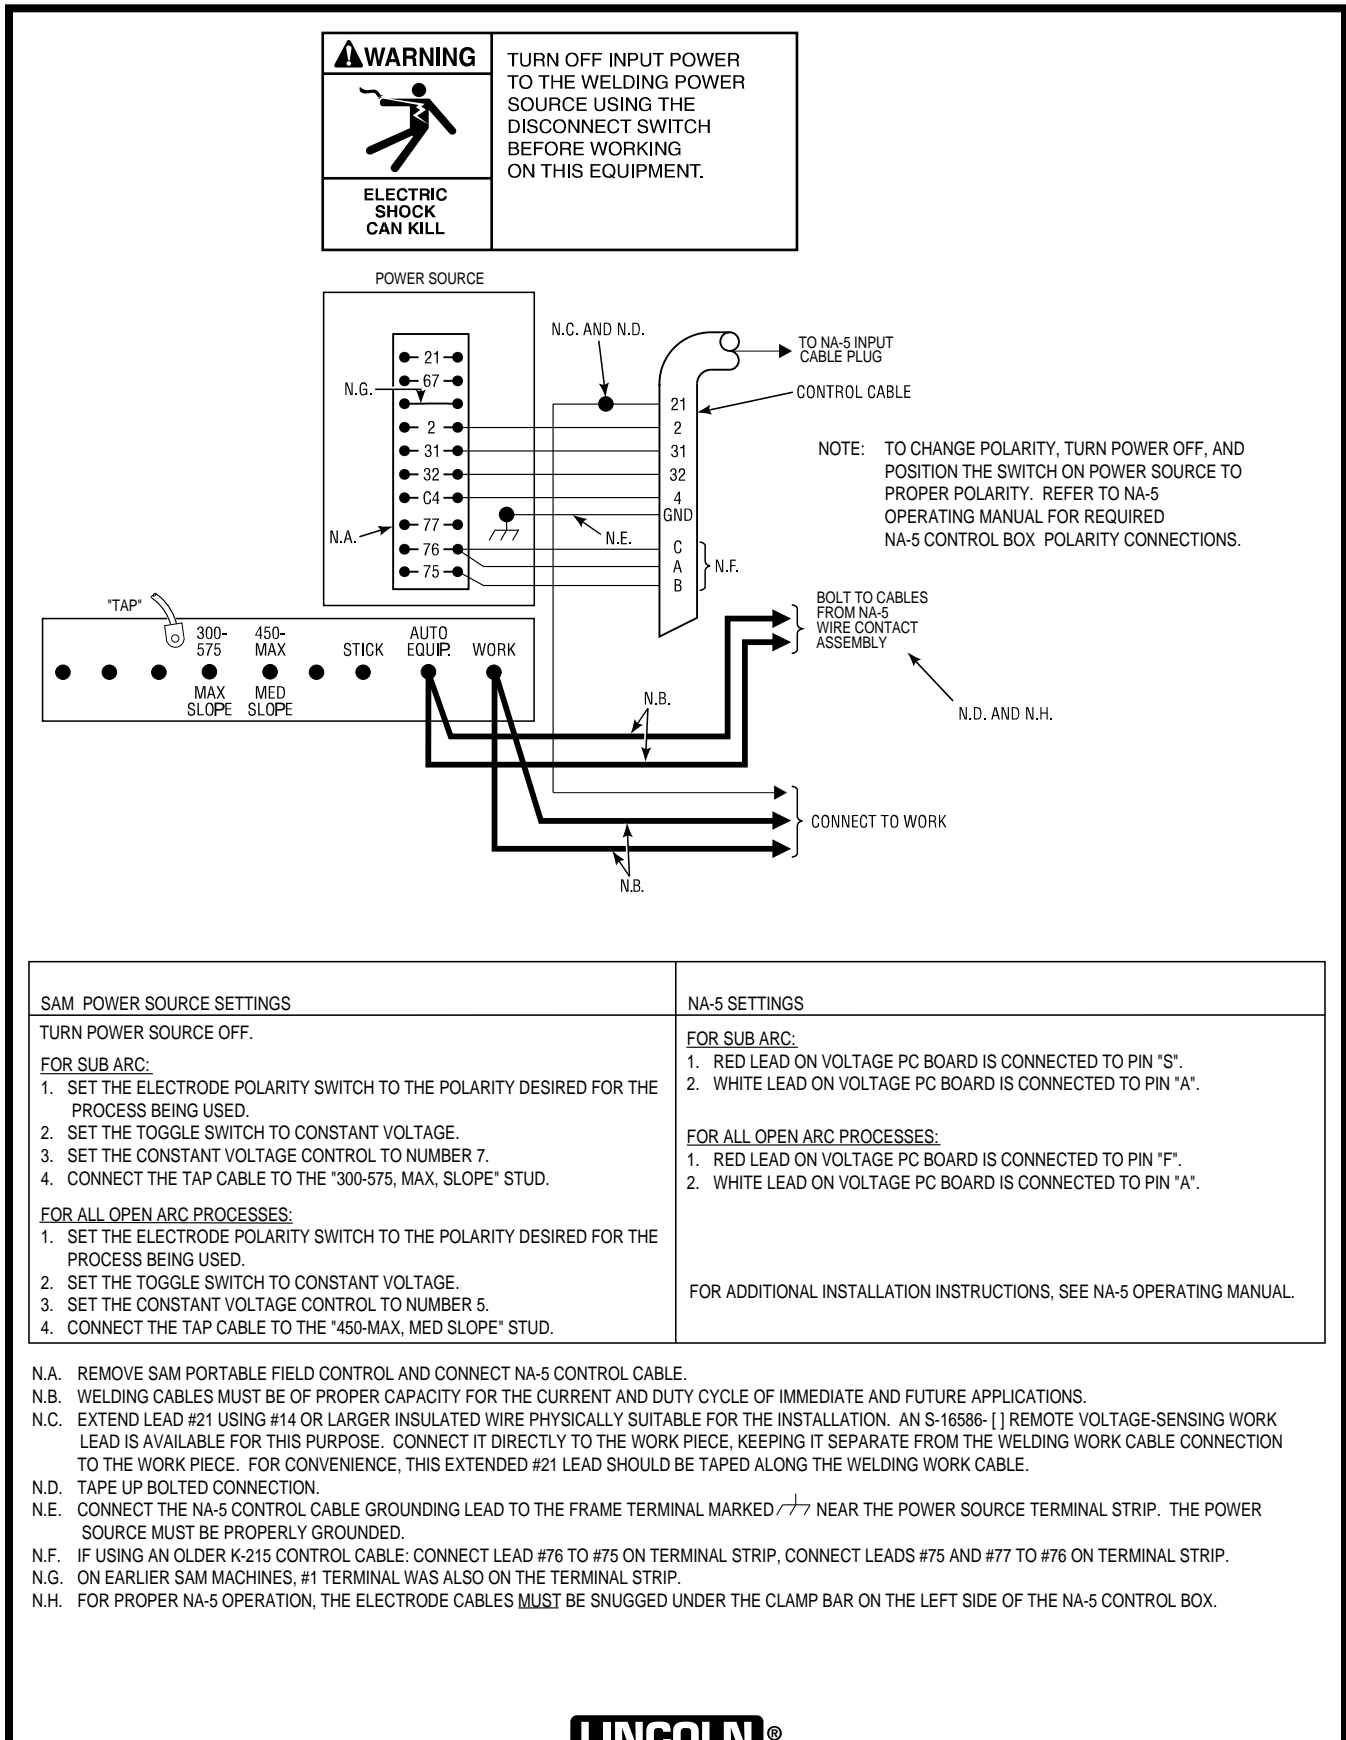 WARNING
ELECTRIC
SHOCK
CAN KILL
TURN OFF INPUT POWER
TO THE WELDING POWER
SOURCE USING THE
DISCONNECT SWITCH
BEFORE WORKING
ON THIS EQUIPMENT.
POWER SOURCE
21
67
N.G.
2
31
32
C4
77
N.A.
76
75
N.C. AND N.D.
21
2
31
32
4
GND
N.E.
C
A
B
N.F.
TO NA-5 INPUT
CABLE PLUG
CONTROL CABLE
NOTE: TO CHANGE POLARITY, TURN POWER OFF, AND
POSITION THE SWITCH ON POWER SOURCE TO
PROPER POLARITY. REFER TO NA-5
OPERATING MANUAL FOR REQUIRED
NA-5 CONTROL BOX POLARITY CONNECTIONS.
"TAP"
300-
575
450-
MAX
STICK
AUTO
EQUIP.
WORK
MAX
SLOPE
MED
SLOPE
BOLT TO CABLES
FROM NA-5
WIRE CONTACT
ASSEMBLY
N.B.
N.D. AND N.H.
CONNECT TO WORK
N.B.
SAM POWER SOURCE SETTINGS
TURN POWER SOURCE OFF.
FOR SUB ARC:
1. SET THE ELECTRODE POLARITY SWITCH TO THE POLARITY DESIRED FOR THE
PROCESS BEING USED.
2. SET THE TOGGLE SWITCH TO CONSTANT VOLTAGE.
3. SET THE CONSTANT VOLTAGE CONTROL TO NUMBER 7.
4. CONNECT THE TAP CABLE TO THE "300-575, MAX, SLOPE" STUD.
FOR ALL OPEN ARC PROCESSES:
1. SET THE ELECTRODE POLARITY SWITCH TO THE POLARITY DESIRED FOR THE
PROCESS BEING USED.
2. SET THE TOGGLE SWITCH TO CONSTANT VOLTAGE.
3. SET THE CONSTANT VOLTAGE CONTROL TO NUMBER 5.
4. CONNECT THE TAP CABLE TO THE "450-MAX, MED SLOPE" STUD.
NA-5 SETTINGS
FOR SUB ARC:
1. RED LEAD ON VOLTAGE PC BOARD IS CONNECTED TO PIN "S".
2. WHITE LEAD ON VOLTAGE PC BOARD IS CONNECTED TO PIN "A".
FOR ALL OPEN ARC PROCESSES:
1. RED LEAD ON VOLTAGE PC BOARD IS CONNECTED TO PIN "F".
2. WHITE LEAD ON VOLTAGE PC BOARD IS CONNECTED TO PIN "A".
FOR ADDITIONAL INSTALLATION INSTRUCTIONS, SEE NA-5 OPERATING MANUAL.
N.A. REMOVE SAM PORTABLE FIELD CONTROL AND CONNECT NA-5 CONTROL CABLE.
N.B. WELDING CABLES MUST BE OF PROPER CAPACITY FOR THE CURRENT AND DUTY CYCLE OF IMMEDIATE AND FUTURE APPLICATIONS.
N.C. EXTEND LEAD #21 USING #14 OR LARGER INSULATED WIRE PHYSICALLY SUITABLE FOR THE INSTALLATION. AN S-16586- [ ] REMOTE VOLTAGE-SENSING WORK
LEAD IS AVAILABLE FOR THIS PURPOSE. CONNECT IT DIRECTLY TO THE WORK PIECE, KEEPING IT SEPARATE FROM THE WELDING WORK CABLE CONNECTION
TO THE WORK PIECE. FOR CONVENIENCE, THIS EXTENDED #21 LEAD SHOULD BE TAPED ALONG THE WELDING WORK CABLE.
N.D. TAPE UP BOLTED CONNECTION.
N.E. CONNECT THE NA-5 CONTROL CABLE GROUNDING LEAD TO THE FRAME TERMINAL MARKED NEAR THE POWER SOURCE TERMINAL STRIP. THE POWER
SOURCE MUST BE PROPERLY GROUNDED.
N.F. IF USING AN OLDER K-215 CONTROL CABLE: CONNECT LEAD #76 TO #75 ON TERMINAL STRIP, CONNECT LEADS #75 AND #77 TO #76 ON TERMINAL STRIP.
N.G. ON EARLIER SAM MACHINES, #1 TERMINAL WAS ALSO ON THE TERMINAL STRIP.
N.H. FOR PROPER NA-5 OPERATION, THE ELECTRODE CABLES MUST BE SNUGGED UNDER THE CLAMP BAR ON THE LEFT SIDE OF THE NA-5 CONTROL BOX.
LINCOLN ®